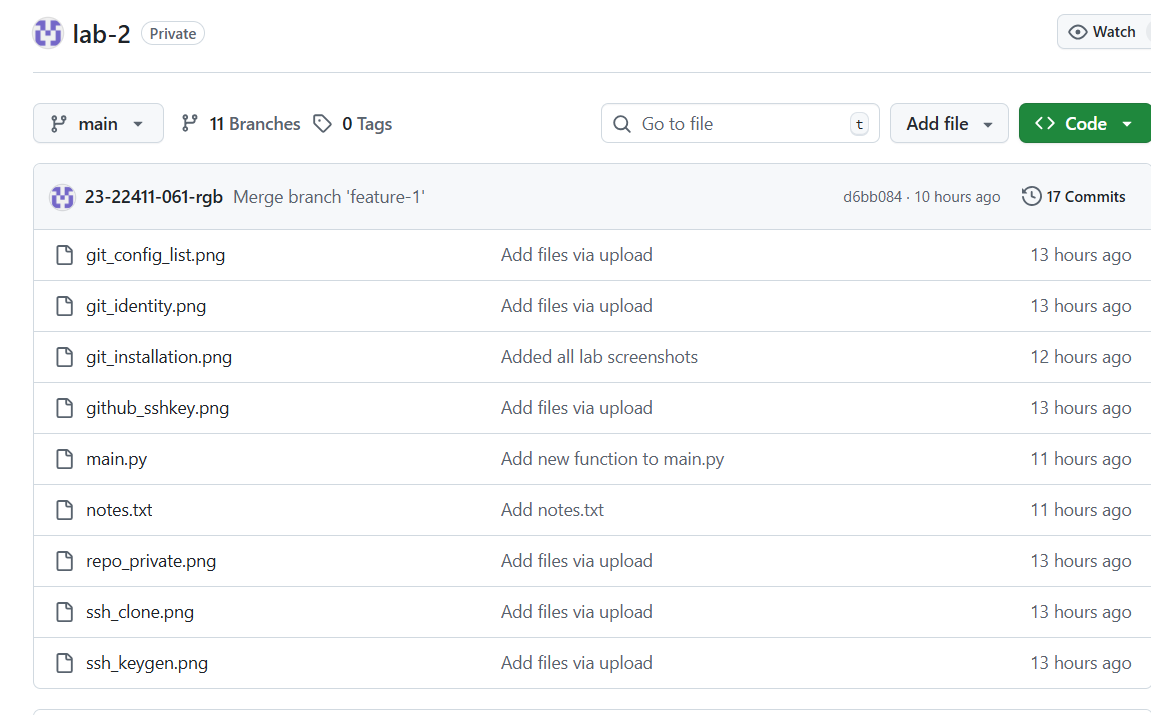 lab-2 Private Watch
main 11 Branches 0 Tags Go to file t Add file Code
23-22411-061-rgb Merge branch 'feature-1' d6bb084 · 10 hours ago 17 Commits
git_config_list.png Add files via upload 13 hours ago
git_identity.png Add files via upload 13 hours ago
git_installation.png Added all lab screenshots 12 hours ago
github_sshkey.png Add files via upload 13 hours ago
main.py Add new function to main.py 11 hours ago
notes.txt Add notes.txt 11 hours ago
repo_private.png Add files via upload 13 hours ago
ssh_clone.png Add files via upload 13 hours ago
ssh_keygen.png Add files via upload 13 hours ago